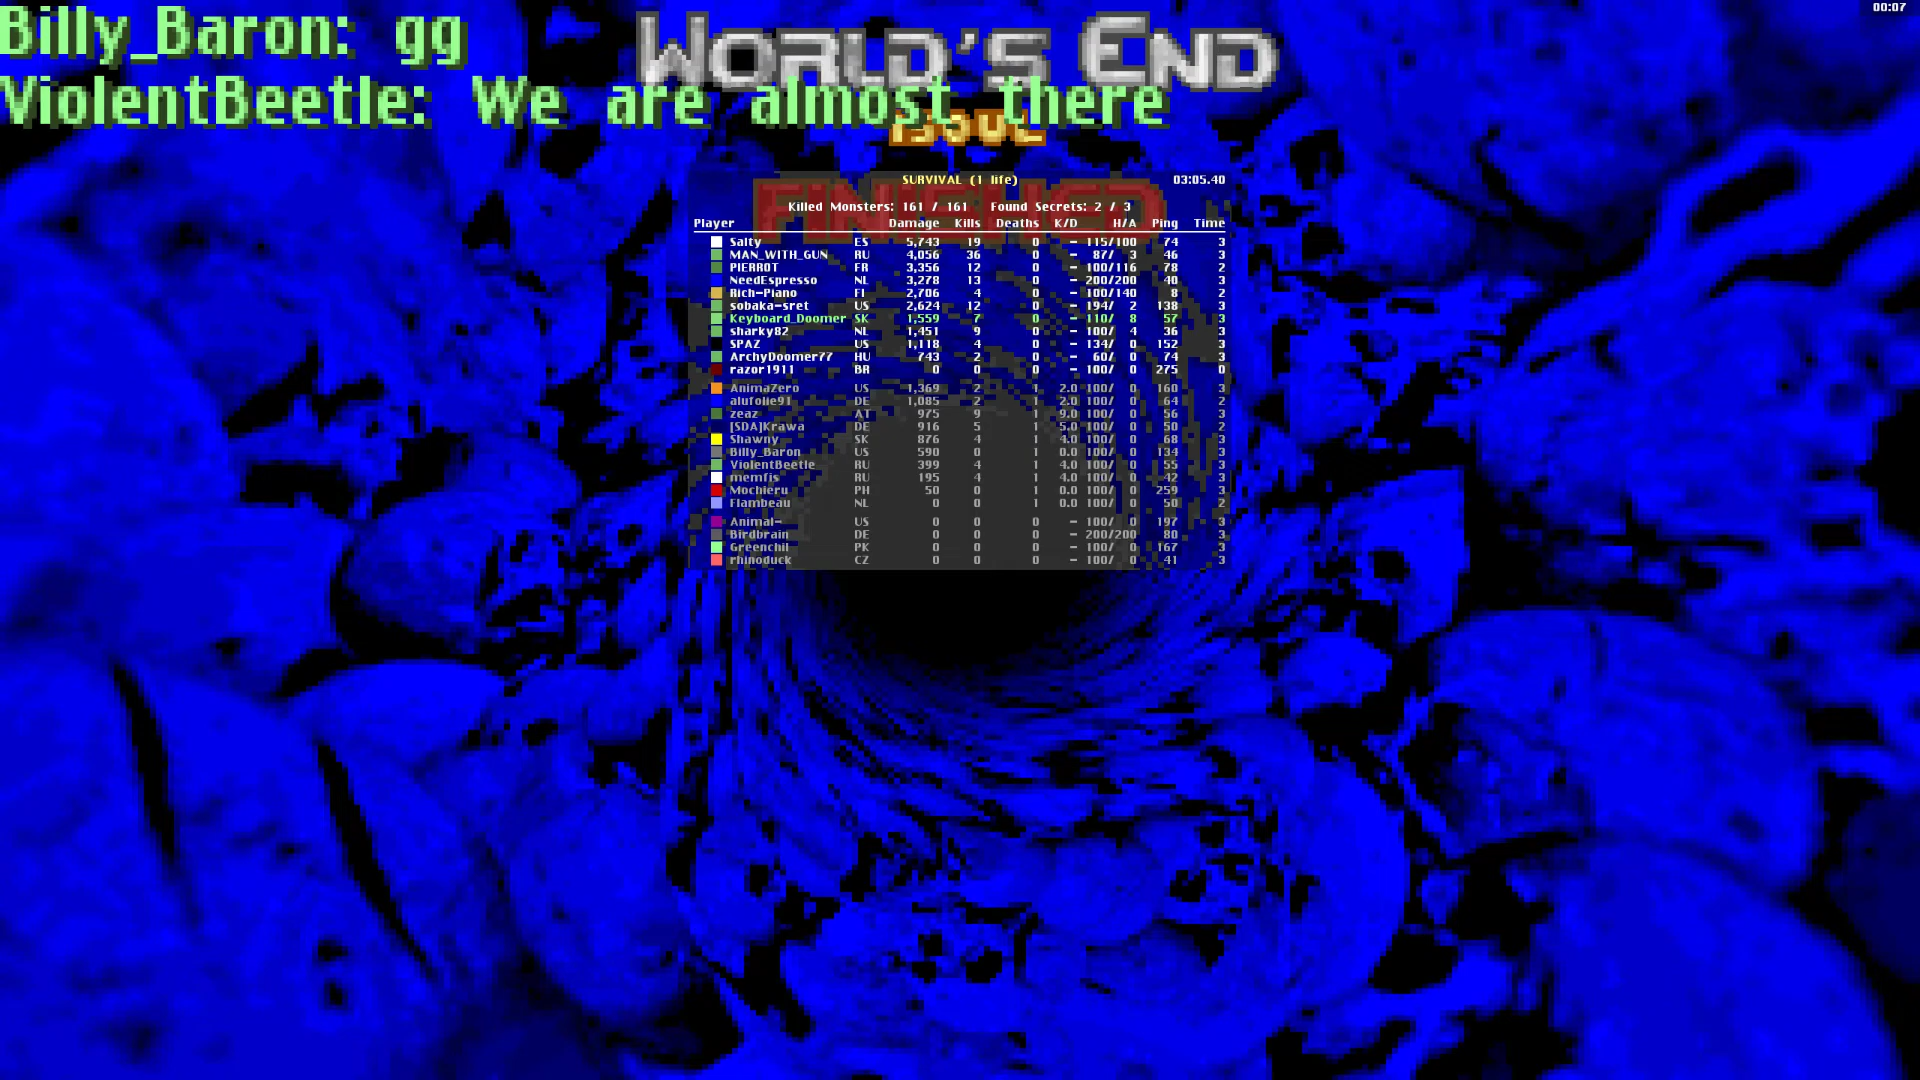 00:07
Billy_Baron: gg
WORLD'S END
ViolentBeetle: We are almost there
FINISHED
SURVIVAL (1 life) 03:05.40
Killed Monsters: 161 / 161 Found Secrets: 2 / 3
Player Damage Kills Deaths K/D H/A Ping Time
Salty ES 5,743 19 0 - 115/100 74 3
MAN_WITH_GUN RU 4,056 36 0 - 87/ 3 46 3
PIERROT FR 3,356 12 0 - 100/116 78 2
NeedEspresso NL 3,278 13 0 - 200/200 40 3
Rich-Piano FI 2,706 4 0 - 100/140 8 2
sobaka-sret US 2,624 12 0 - 194/ 2 138 3
Keyboard_Doomer SK 1,559 7 0 - 110/ 8 57 3
sharky82 NL 1,451 9 0 - 100/ 4 36 3
SPAZ US 1,118 4 0 - 134/ 0 152 3
ArchyDoomer77 HU 743 2 0 - 60/ 0 74 3
razor1911 BR 0 0 0 - 100/ 0 275 0
AnimaZero US 1,369 2 1 2.0 100/ 0 160 3
alufolie91 DE 1,085 2 1 2.0 100/ 0 64 2
zeaz AT 975 9 1 9.0 100/ 0 56 3
[SDA]Krawa DE 916 5 1 5.0 100/ 0 50 2
Shawny SK 876 4 1 4.0 100/ 0 68 3
Billy_Baron US 590 0 1 0.0 100/ 0 134 3
ViolentBeetle RU 399 4 1 4.0 100/ 0 55 3
memfis RU 195 4 1 4.0 100/ 0 42 3
Mochieru PH 50 0 1 0.0 100/ 0 259 3
Flambeau NL 0 0 1 0.0 100/ 0 50 2
Animal- US 0 0 0 - 100/ 0 197 3
Birdbrain DE 0 0 0 - 200/200 80 3
Greenchil PK 0 0 0 - 100/ 0 167 3
rhinoduck CZ 0 0 0 - 100/ 0 41 3